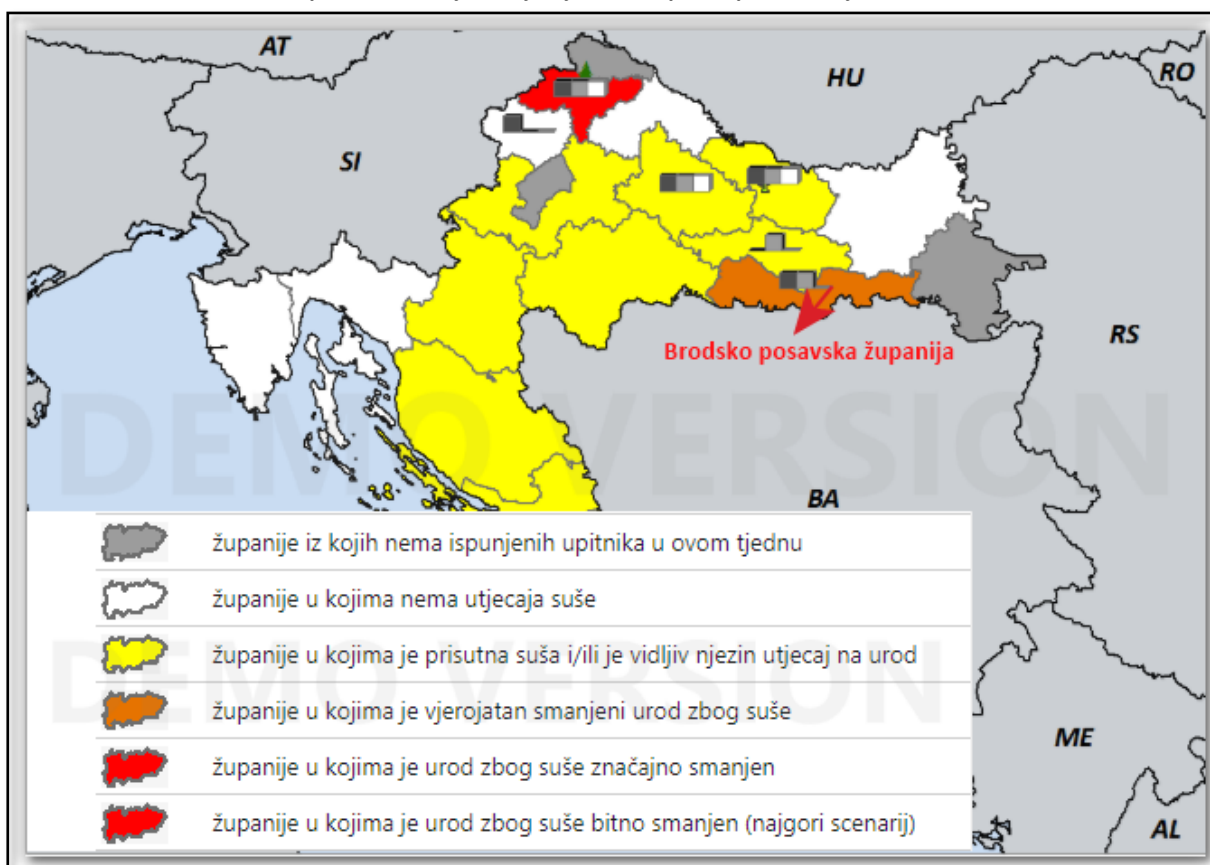 AT
HU
RO
SI
RS
Brodsko posavska županija
DEMO VERSION
BA
županije iz kojih nema ispunjenih upitnika u ovom tjednu
županije u kojima nema utjecaja suše
županije u kojima je prisutna suša i/ili je vidljiv njezin utjecaj na urod
DEMO VERSION
županije u kojima je vjerojatan smanjeni urod zbog suše
ME
županije u kojima je urod zbog suše značajno smanjen
županije u kojima je urod zbog suše bitno smanjen (najgori scenarij)
AL